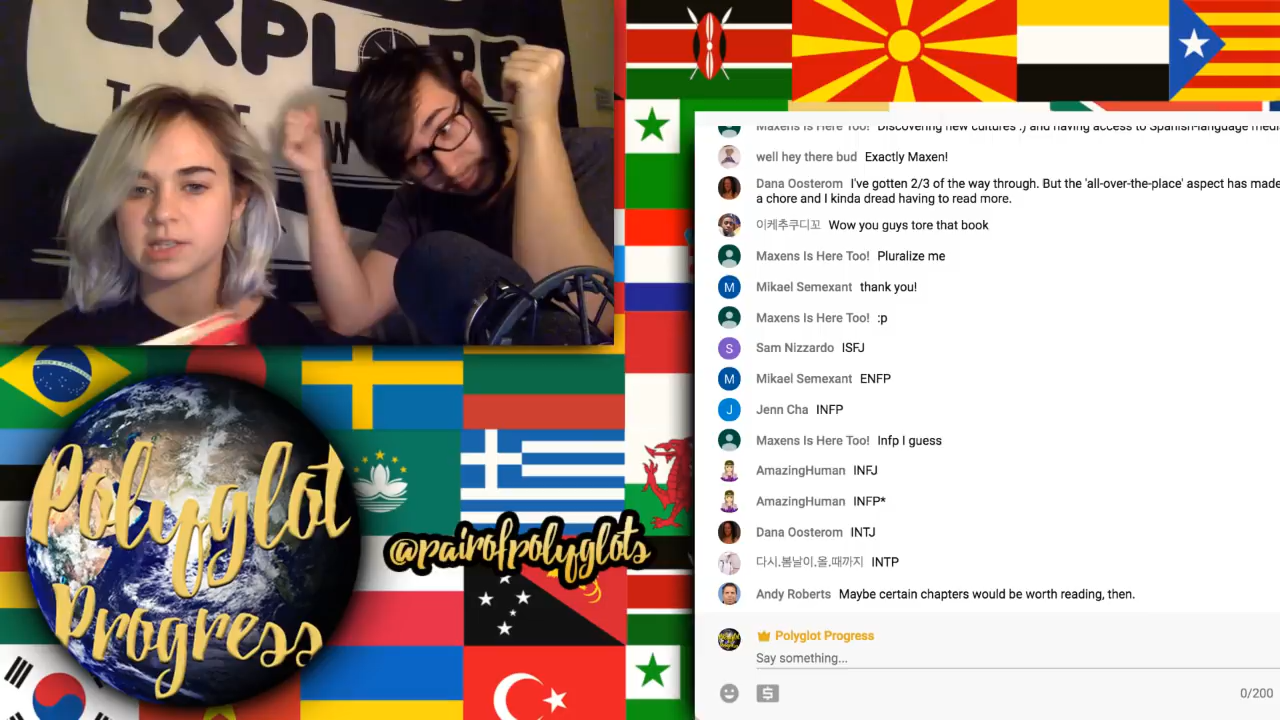 EXPLORE
Maxens Is Here Too! Discovering new cultures :) and having access to Spanish-language medi
well hey there bud Exactly Maxen!
Dana Oosterom I've gotten 2/3 of the way through. But the 'all-over-the-place' aspect has made
a chore and I kinda dread having to read more.
이케추쿠디꼬 Wow you guys tore that book
Maxens Is Here Too! Pluralize me
M Mikael Semexant thank you!
Maxens Is Here Too! :p
S Sam Nizzardo ISFJ
M Mikael Semexant ENFP
J Jenn Cha INFP
Maxens Is Here Too! Infp I guess
AmazingHuman INFJ
AmazingHuman INFP*
Dana Oosterom INTJ
다시.봄날이.올.때까지 INTP
Andy Roberts Maybe certain chapters would be worth reading, then.
Polyglot Progress
Say something...
0/200
Polyglot
Progress
@pairofpolyglots